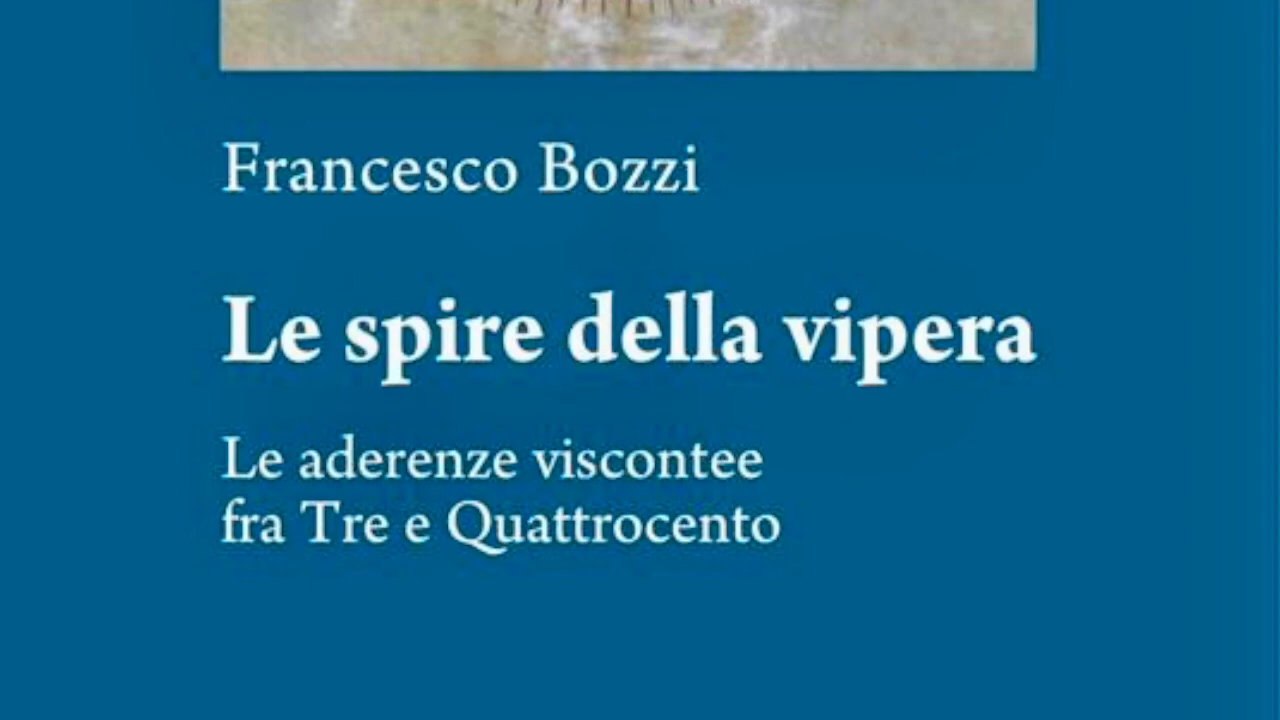 Francesco Bozzi
Le spire della vipera
Le aderenze viscontee
fra Tre e Quattrocento